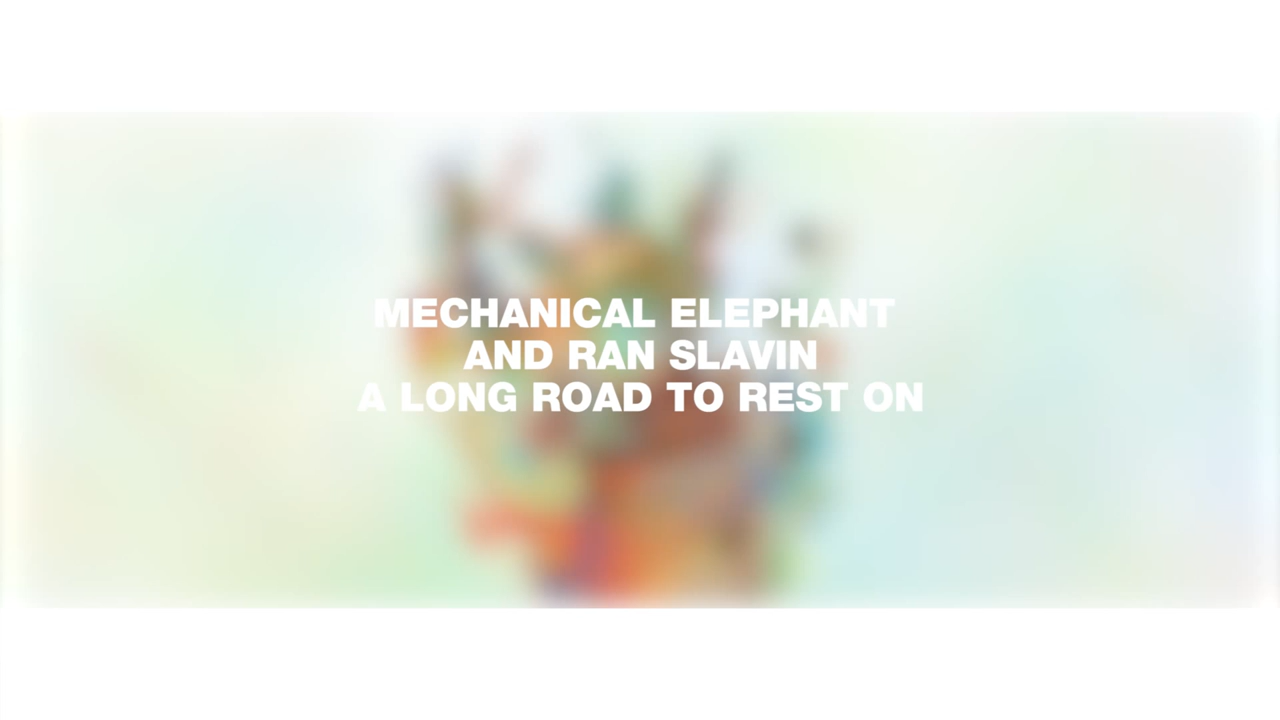 MECHANICAL ELEPHANT
AND RAN SLAVIN
A LONG ROAD TO REST ON